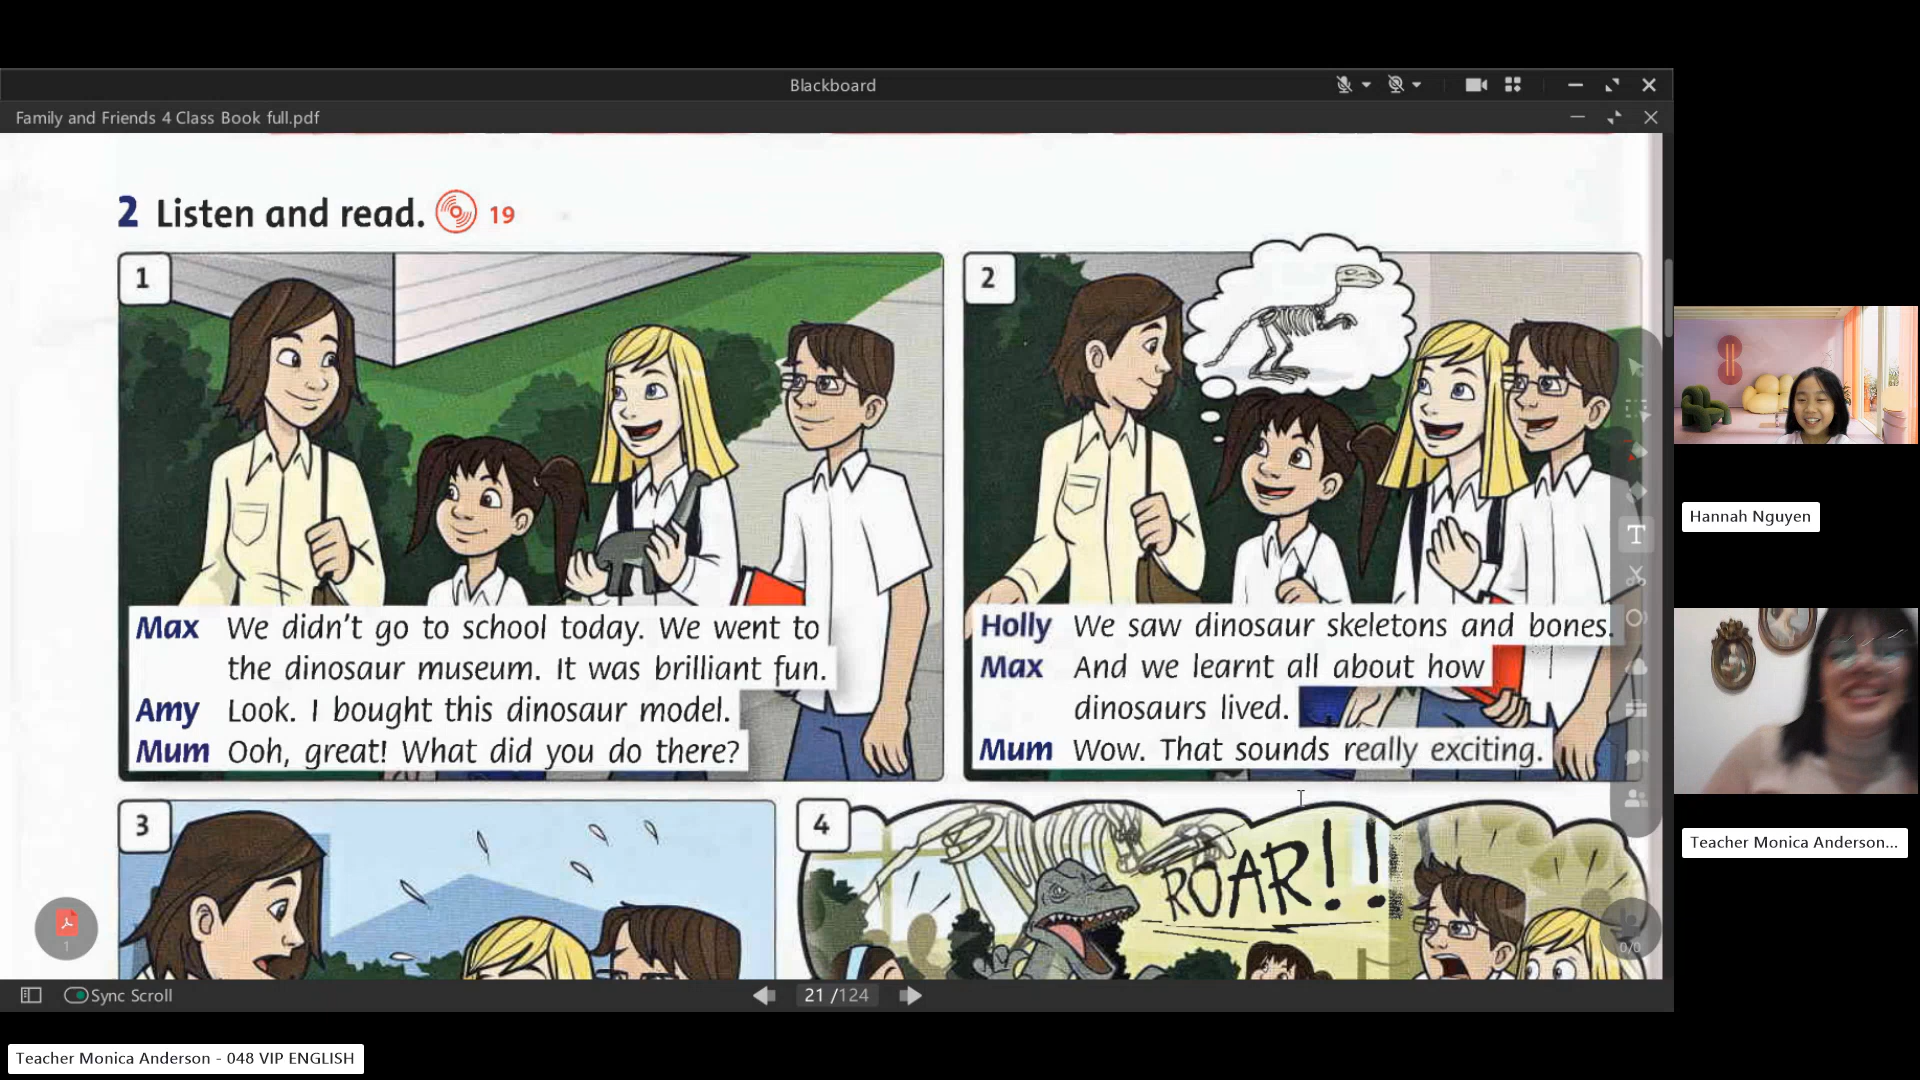 Blackboard
Family and Friends 4 Class Book full.pdf
2 Listen and read. 19
1
Max We didn't go to school today. We went to
the dinosaur museum. It was brilliant fun.
Amy Look. I bought this dinosaur model.
Mum Ooh, great! What did you do there?
2
Holly We saw dinosaur skeletons and bones.
Max And we learnt all about how
dinosaurs lived.
Mum Wow. That sounds really exciting.
3
4
ROAR!!
T
1
0/0
Sync Scroll
21 /124
Hannah Nguyen
Teacher Monica Anderson...
Teacher Monica Anderson - 048 VIP ENGLISH